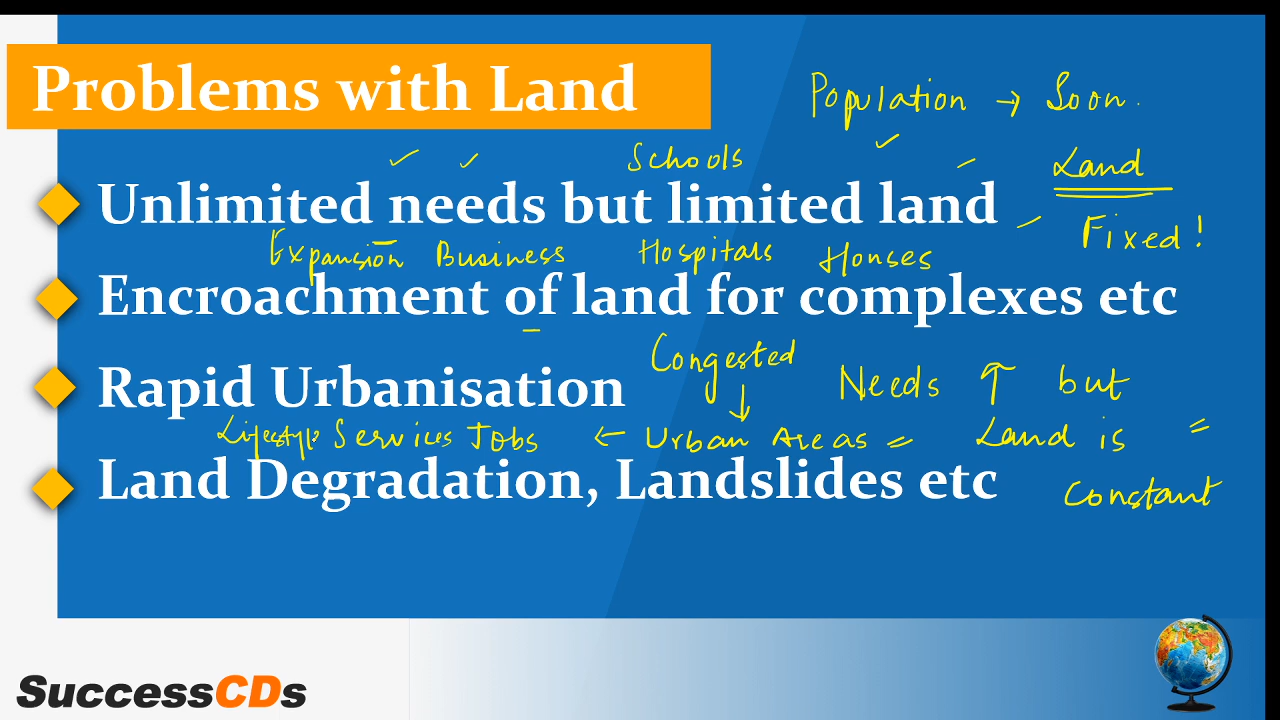 Problems with Land
Population → Soon.
Schools
Land
Unlimited needs but limited land
Fixed!
Expansion Business Hospitals Houses
Encroachment of land for complexes etc
Congested
Rapid Urbanisation
Needs ↑ but
Lifestyle Services Jobs ← Urban Areas =
Land is
Land Degradation, Landslides etc
Constant
SuccessCDs